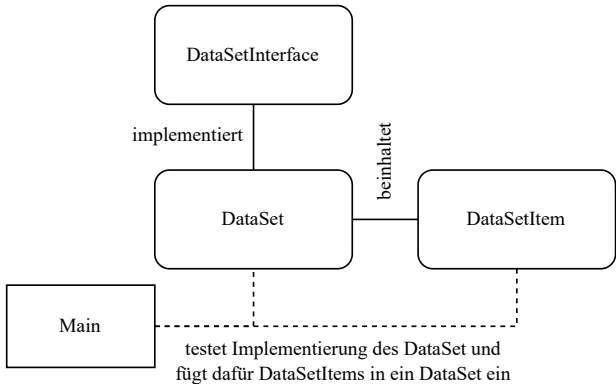 DataSetInterface
implementiert
beinhaltet
DataSet
DataSetItem
Main
testet Implementierung des DataSet und
fügt dafür DataSetItems in ein DataSet ein